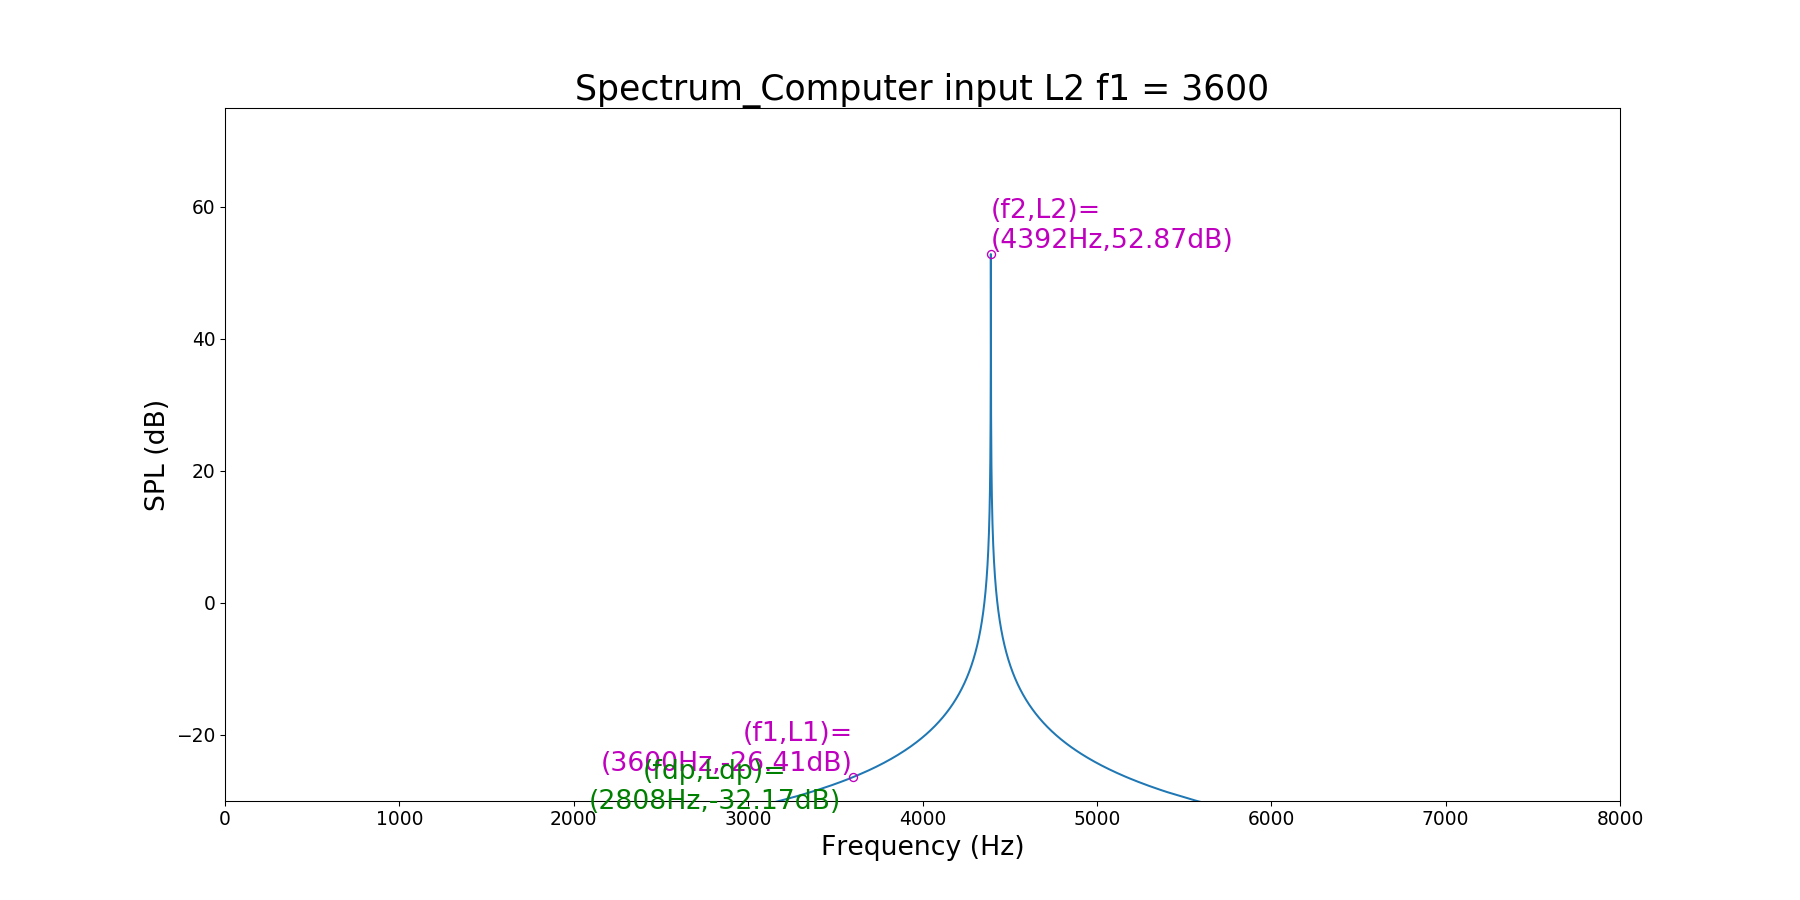 Spectrum_Computer input L2 f1 = 3600
(f2,L2)=
(4392Hz,52.87dB)
60
40
20
0
−20
SPL (dB)
(f1,L1)=
(3600Hz,-26.41dB)
(fdp,Ldp)=
(2808Hz,-32.17dB)
0 1000 2000 3000 4000 5000 6000 7000 8000
Frequency (Hz)